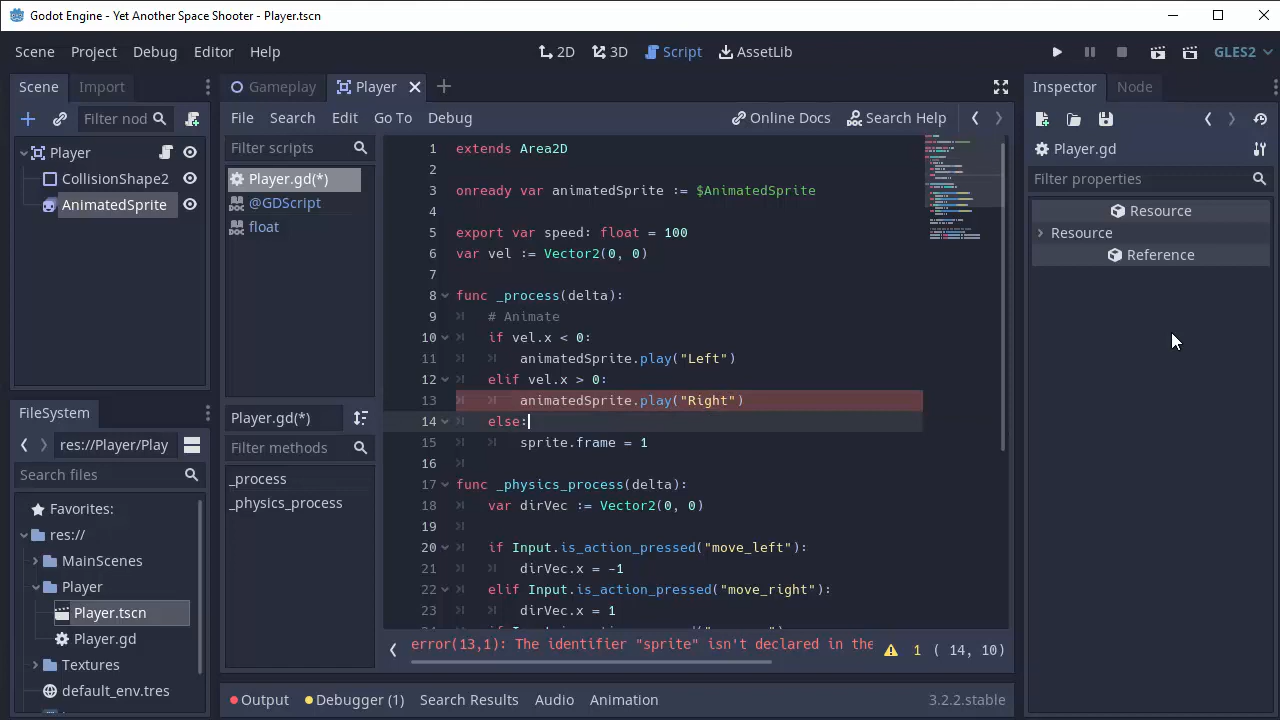 Godot Engine - Yet Another Space Shooter - Player.tscn
Scene Project Debug Editor Help
2D 3D Script AssetLib
GLES2
Scene Import
Filter nod
Player
CollisionShape2
AnimatedSprite
FileSystem
res://Player/Play
Search files
Favorites:
res://
MainScenes
Player
Player.tscn
Player.gd
Textures
default_env.tres
Gameplay Player
File Search Edit Go To Debug
Online Docs Search Help
Filter scripts
Player.gd(*)
@GDScript
float
Player.gd(*)
Filter methods
_process
_physics_process
1 extends Area2D
2
3 onready var animatedSprite := $AnimatedSprite
4
5 export var speed: float = 100
6 var vel := Vector2(0, 0)
7
8 func _process(delta):
9 # Animate
10 if vel.x < 0:
11 animatedSprite.play("Left")
12 elif vel.x > 0:
13 animatedSprite.play("Right")
14 else:
15 sprite.frame = 1
16
17 func _physics_process(delta):
18 var dirVec := Vector2(0, 0)
19
20 if Input.is_action_pressed("move_left"):
21 dirVec.x = -1
22 elif Input.is_action_pressed("move_right"):
23 dirVec.x = 1
error(13,1): The identifier "sprite" isn't declared in the
1 ( 14, 10)
Output Debugger (1) Search Results Audio Animation
3.2.2.stable
Inspector Node
Player.gd
Filter properties
Resource
Resource
Reference